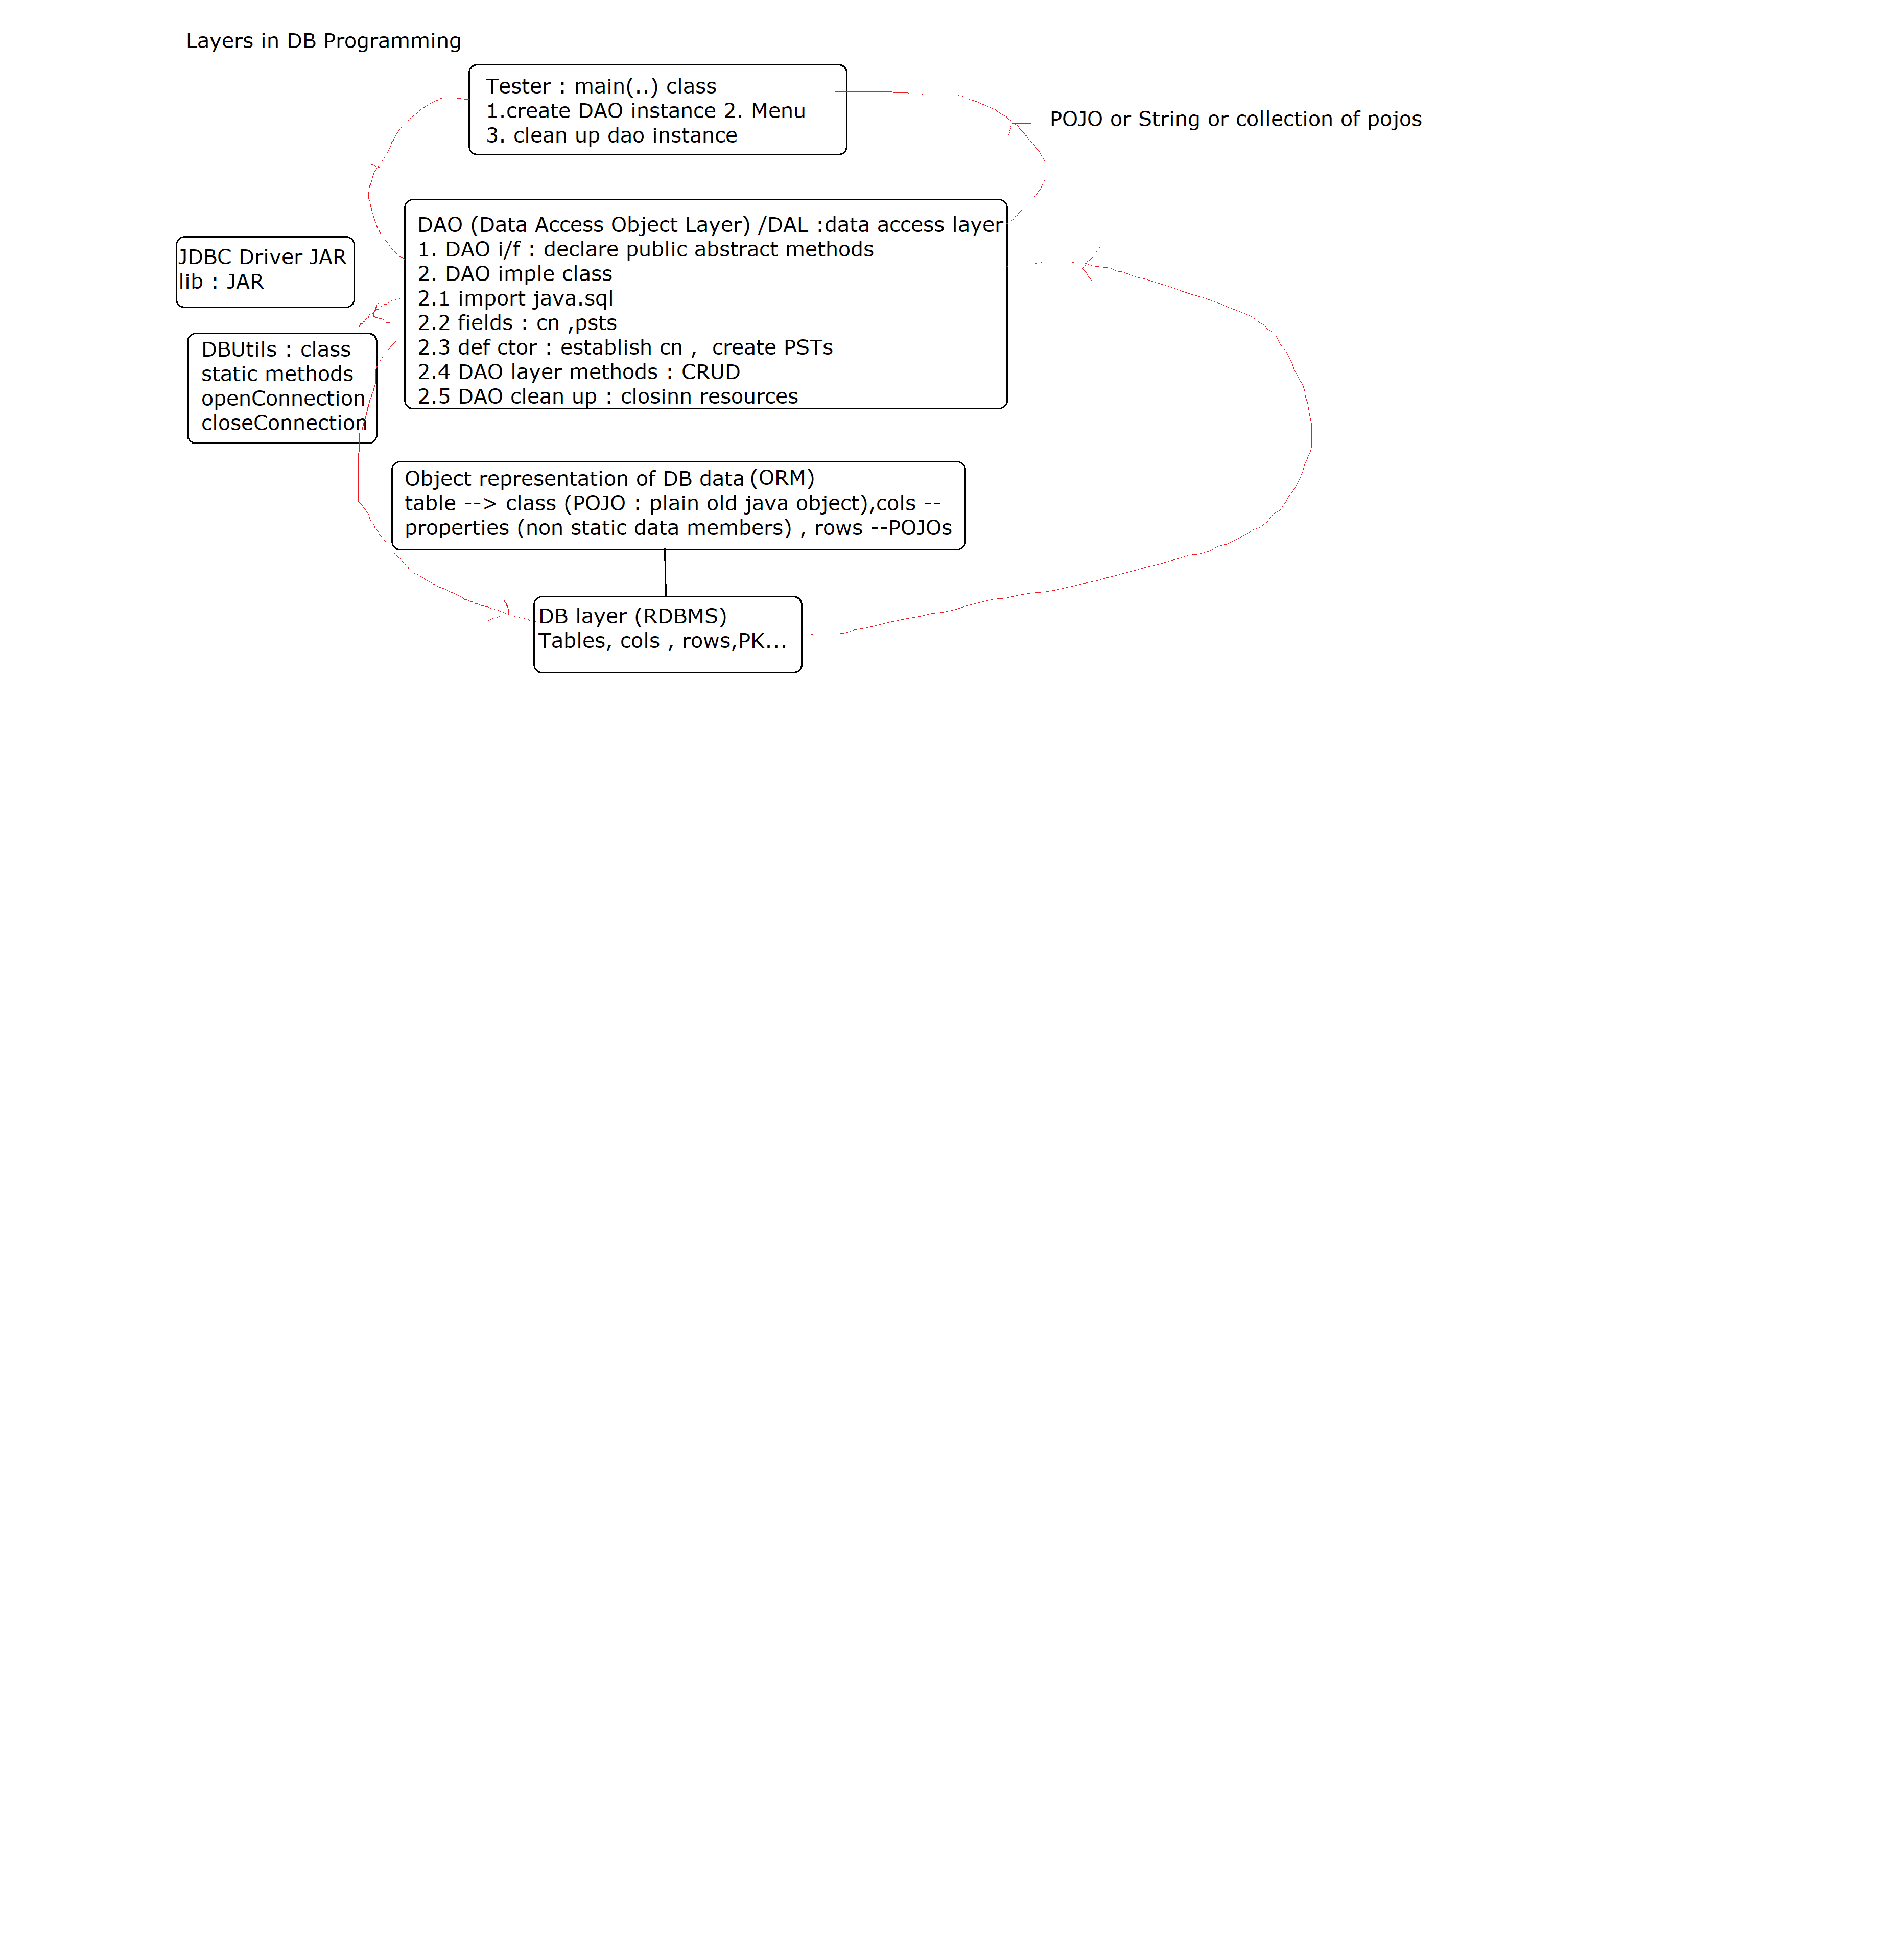 Layers in DB Programming
Tester : main(..) class
1.create DAO instance 2. Menu
3. clean up dao instance
POJO or String or collection of pojos
DAO (Data Access Object Layer) /DAL :data access layer
1. DAO i/f : declare public abstract methods
2. DAO imple class
2.1 import java.sql
2.2 fields : cn ,psts
2.3 def ctor : establish cn ,  create PSTs
2.4 DAO layer methods : CRUD
2.5 DAO clean up : closinn resources
JDBC Driver JAR
lib : JAR
DBUtils : class
static methods
openConnection
closeConnection
Object representation of DB data (ORM)
table --> class (POJO : plain old java object),cols --
properties (non static data members) , rows --POJOs
DB layer (RDBMS)
Tables, cols , rows,PK...